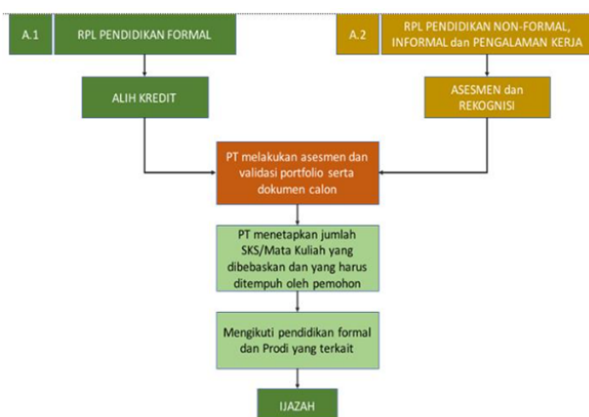 A.1
RPL PENDIDIKAN FORMAL
A.2
RPL PENDIDIKAN NON-FORMAL,
INFORMAL dan PENGALAMAN KERJA
ALIH KREDIT
ASESMEN dan
REKOGNISI
PT melakukan asesmen dan
validasi portfolio serta
dokumen calon
PT menetapkan jumlah
SKS/Mata Kuliah yang
dibebaskan dan yang harus
ditempuh oleh pemohon
Mengikuti pendidikan formal
dan Prodi yang terkait
IJAZAH